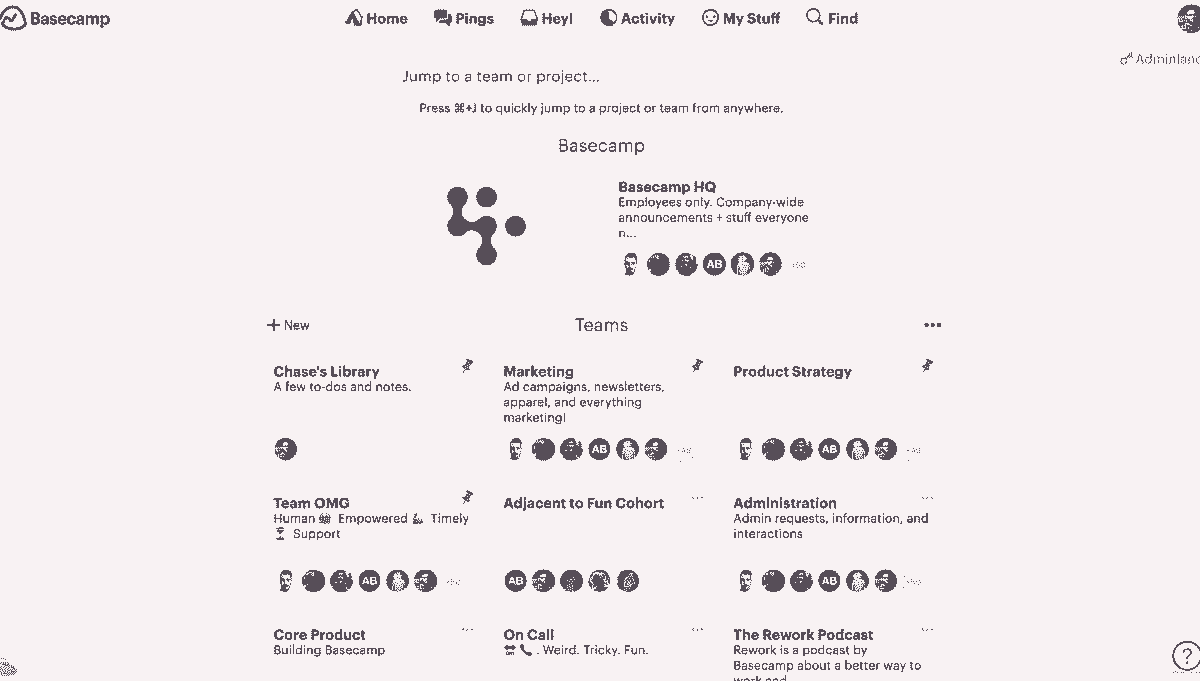 Basecamp
Home Pings Hey! Activity My Stuff Find
Adminland
Jump to a team or project...
Press ⌘+J to quickly jump to a project or team from anywhere.
Basecamp
Basecamp HQ
Employees only. Company-wide
announcements + stuff everyone
n...
AB
+ New
Teams
Chase's Library
A few to-dos and notes.
Marketing
Ad campaigns, newsletters,
apparel, and everything
marketing!
AB
Product Strategy
AB
Team OMG
Human Empowered Timely
Support
AB
Adjacent to Fun Cohort
AB
Administration
Admin requests, information, and
interactions
AB
Core Product
Building Basecamp
On Call
. Weird. Tricky. Fun.
The Rework Podcast
Rework is a podcast by
Basecamp about a better way to
work and
?